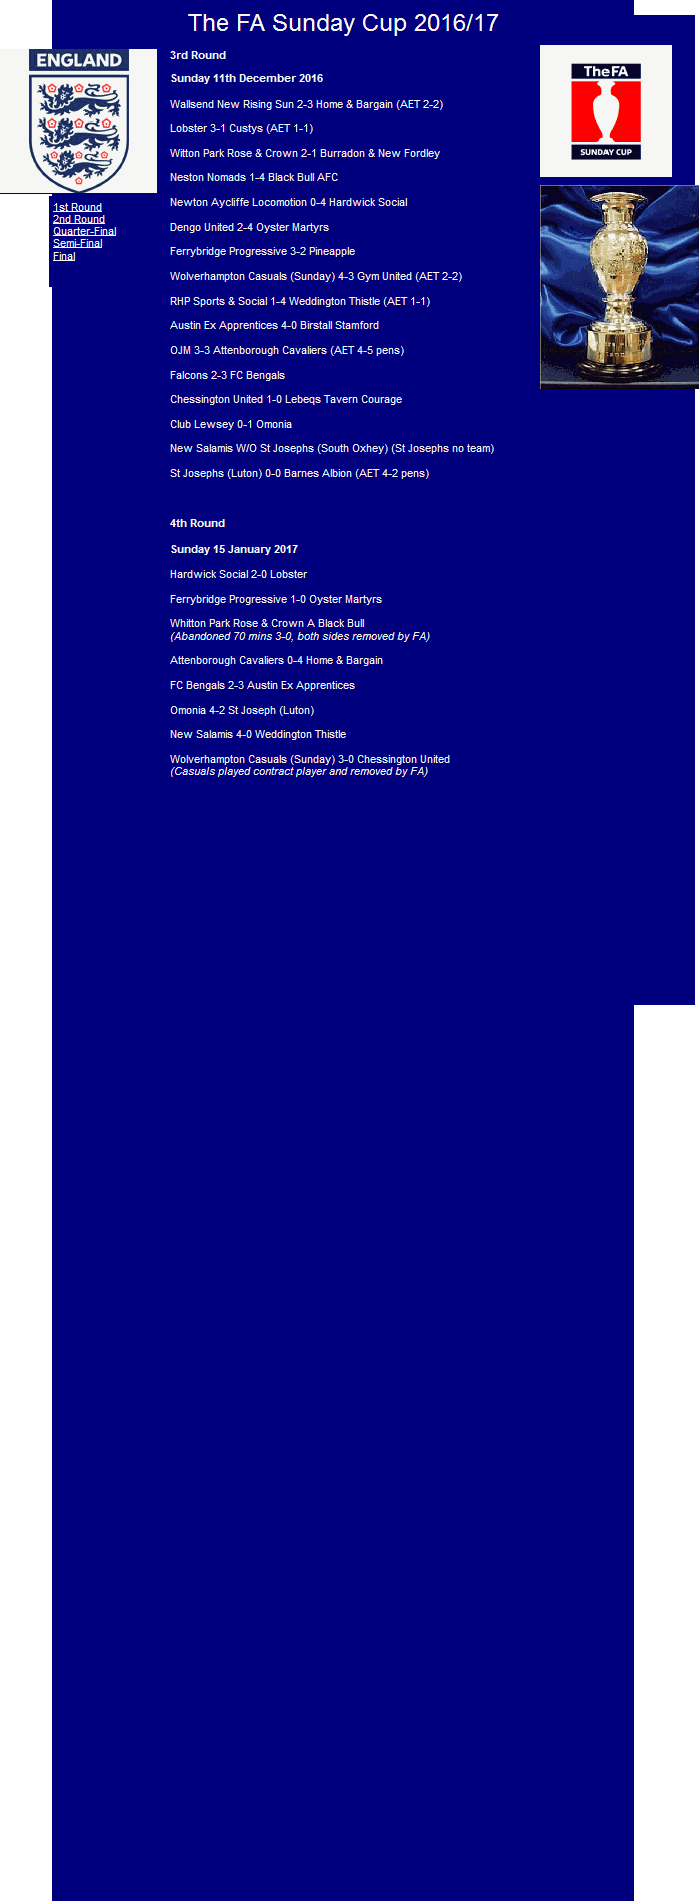 The FA Sunday Cup 2016/17
ENGLAND
1st Round
2nd Round
Quarter-Final
Semi-Final
Final
3rd Round
Sunday 11th December 2016
Wallsend New Rising Sun 2-3 Home & Bargain (AET 2-2)
Lobster 3-1 Custys (AET 1-1)
Witton Park Rose & Crown 2-1 Burradon & New Fordley
Neston Nomads 1-4 Black Bull AFC
Newton Aycliffe Locomotion 0-4 Hardwick Social
Dengo United 2-4 Oyster Martyrs
Ferrybridge Progressive 3-2 Pineapple
Wolverhampton Casuals (Sunday) 4-3 Gym United (AET 2-2)
RHP Sports & Social 1-4 Weddington Thistle (AET 1-1)
Austin Ex Apprentices 4-0 Birstall Stamford
OJM 3-3 Attenborough Cavaliers (AET 4-5 pens)
Falcons 2-3 FC Bengals
Chessington United 1-0 Lebeqs Tavern Courage
Club Lewsey 0-1 Omonia
New Salamis W/O St Josephs (South Oxhey) (St Josephs no team)
St Josephs (Luton) 0-0 Barnes Albion (AET 4-2 pens)
4th Round
Sunday 15 January 2017
Hardwick Social 2-0 Lobster
Ferrybridge Progressive 1-0 Oyster Martyrs
Whitton Park Rose & Crown A Black Bull
(Abandoned 70 mins 3-0, both sides removed by FA)
Attenborough Cavaliers 0-4 Home & Bargain
FC Bengals 2-3 Austin Ex Apprentices
Omonia 4-2 St Joseph (Luton)
New Salamis 4-0 Weddington Thistle
Wolverhampton Casuals (Sunday) 3-0 Chessington United
(Casuals played contract player and removed by FA)
The FA
SUNDAY CUP